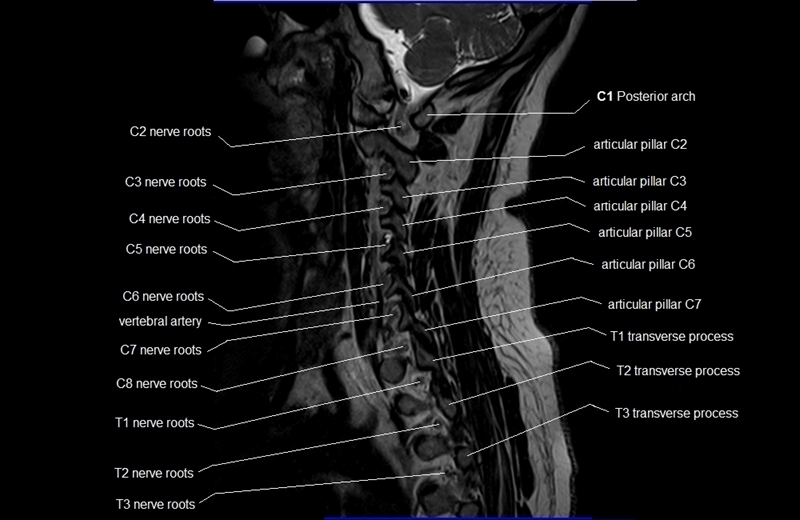 C1 Posterior arch
C2 nerve roots
articular pillar C2
C3 nerve roots
articular pillar C3
articular pillar C4
C4 nerve roots
articular pillar C5
C5 nerve roots
articular pillar C6
C6 nerve roots
articular pillar C7
vertebral artery
T1 transverse process
C7 nerve roots
T2 transverse process
C8 nerve roots
T3 transverse process
T1 nerve roots
T2 nerve roots
T3 nerve roots